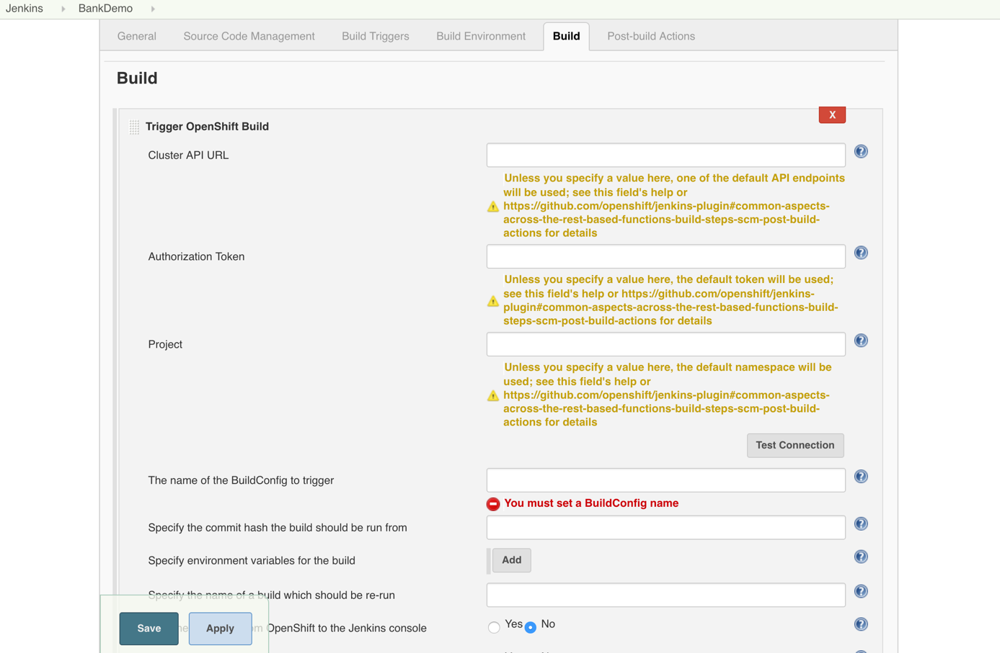 Jenkins BankDemo
General Source Code Management Build Triggers Build Environment Build Post-build Actions
Build
X
Trigger OpenShift Build
Cluster API URL
Unless you specify a value here, one of the default API endpoints
will be used; see this field's help or
https://github.com/openshift/jenkins-plugin#common-aspects-
across-the-rest-based-functions-build-steps-scm-post-build-
actions for details
Authorization Token
Unless you specify a value here, the default token will be used;
see this field's help or https://github.com/openshift/jenkins-
plugin#common-aspects-across-the-rest-based-functions-build-
steps-scm-post-build-actions for details
Project
Unless you specify a value here, the default namespace will be
used; see this field's help or
https://github.com/openshift/jenkins-plugin#common-aspects-
across-the-rest-based-functions-build-steps-scm-post-build-
actions for details
Test Connection
The name of the BuildConfig to trigger
You must set a BuildConfig name
Specify the commit hash the build should be run from
Specify environment variables for the build
Add
Specify the name of a build which should be re-run
OpenShift to the Jenkins console
Yes No
Save Apply